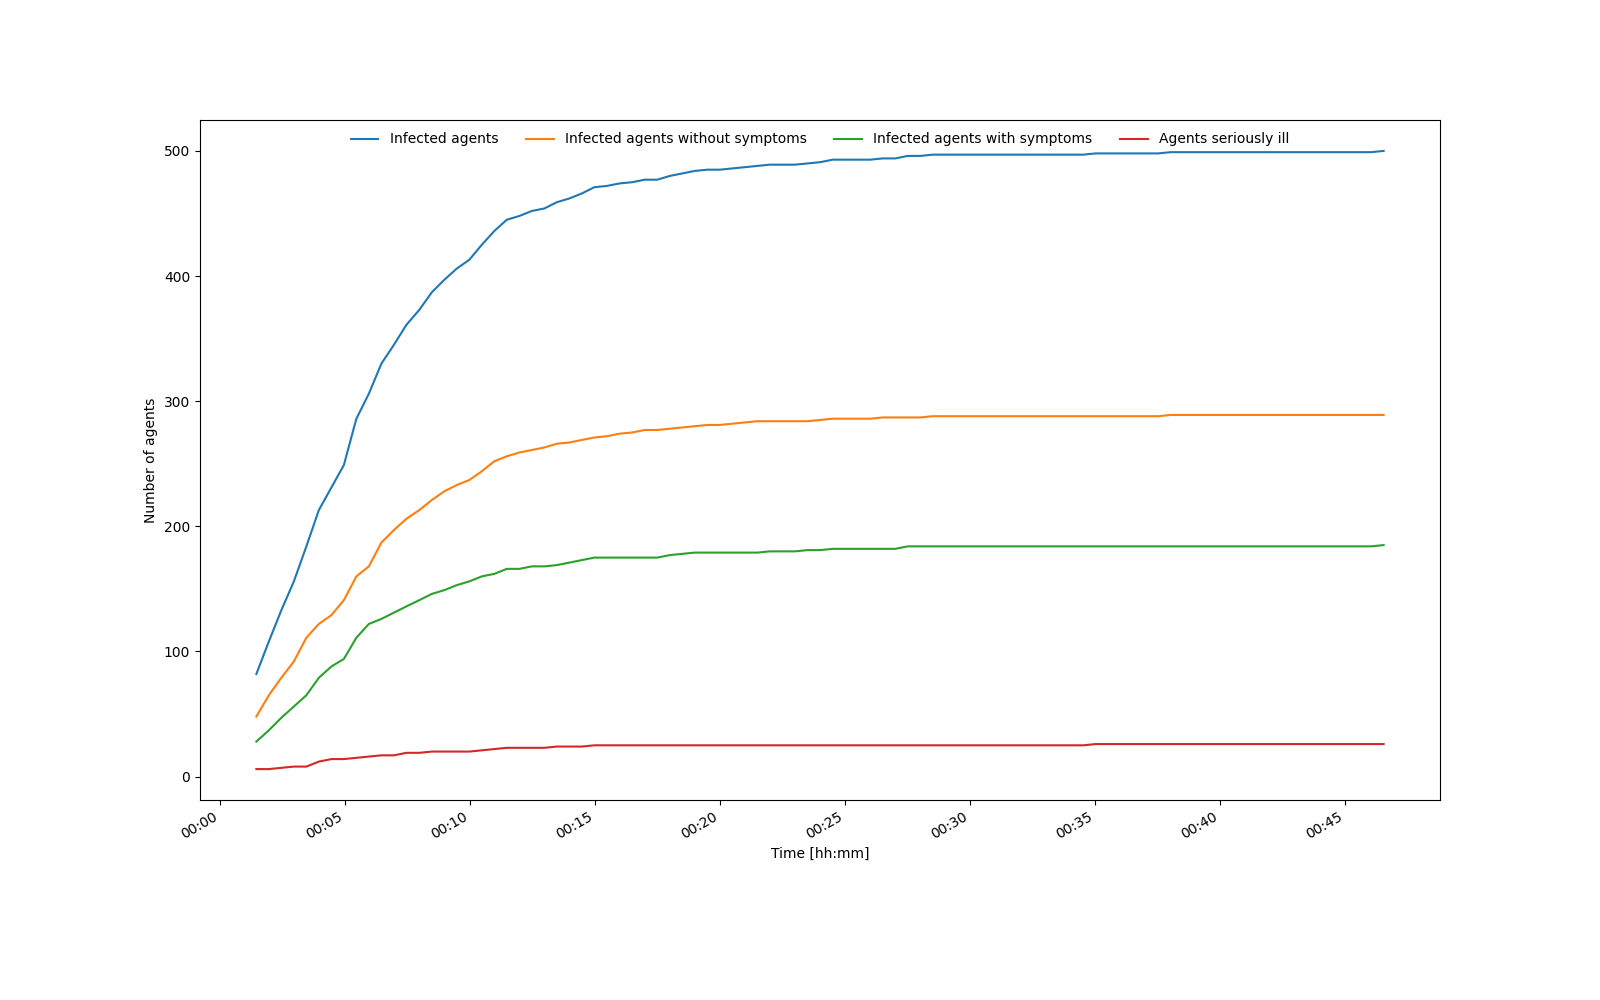 Infected agents Infected agents without symptoms Infected agents with symptoms Agents seriously ill
500
400
300
200
100
0
Number of agents
00:00 00:05 00:10 00:15 00:20 00:25 00:30 00:35 00:40 00:45
Time [hh:mm]